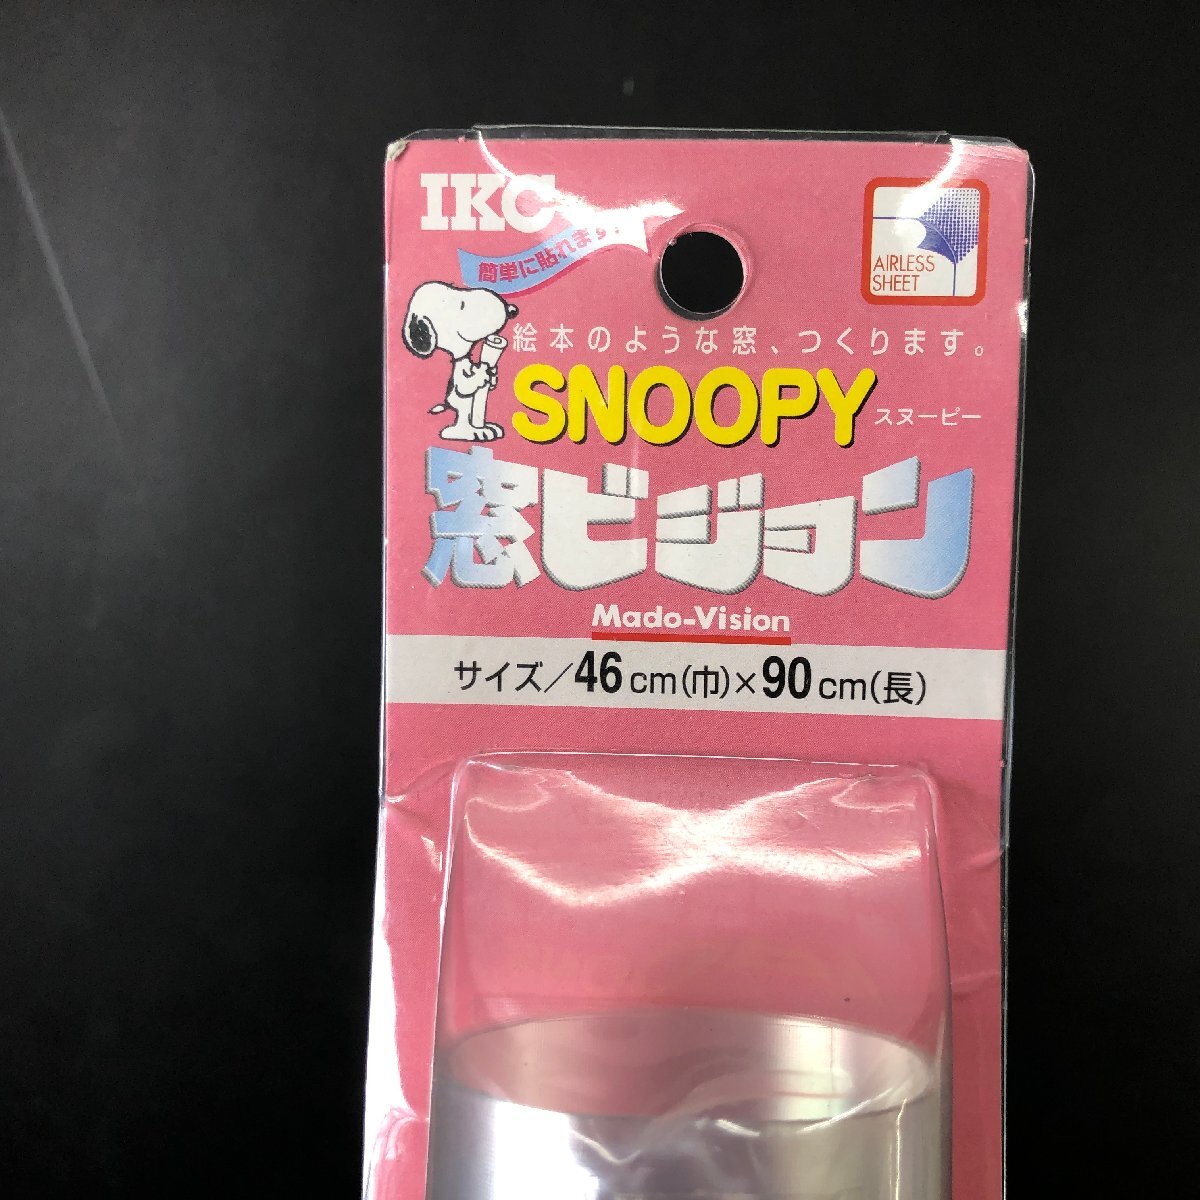 IKC
簡単に貼れます!
AIRLESS
SHEET
絵本のような窓、つくります。
SNOOPY スヌーピー
窓ビジョン
Mado-Vision
サイズ/46cm(巾)×90cm(長)